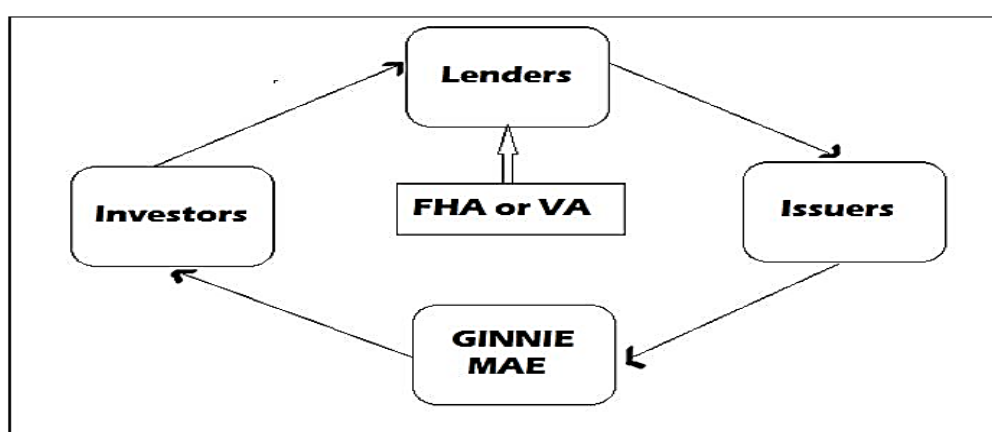 Lenders
Investors
FHA or VA
Issuers
GINNIE
MAE